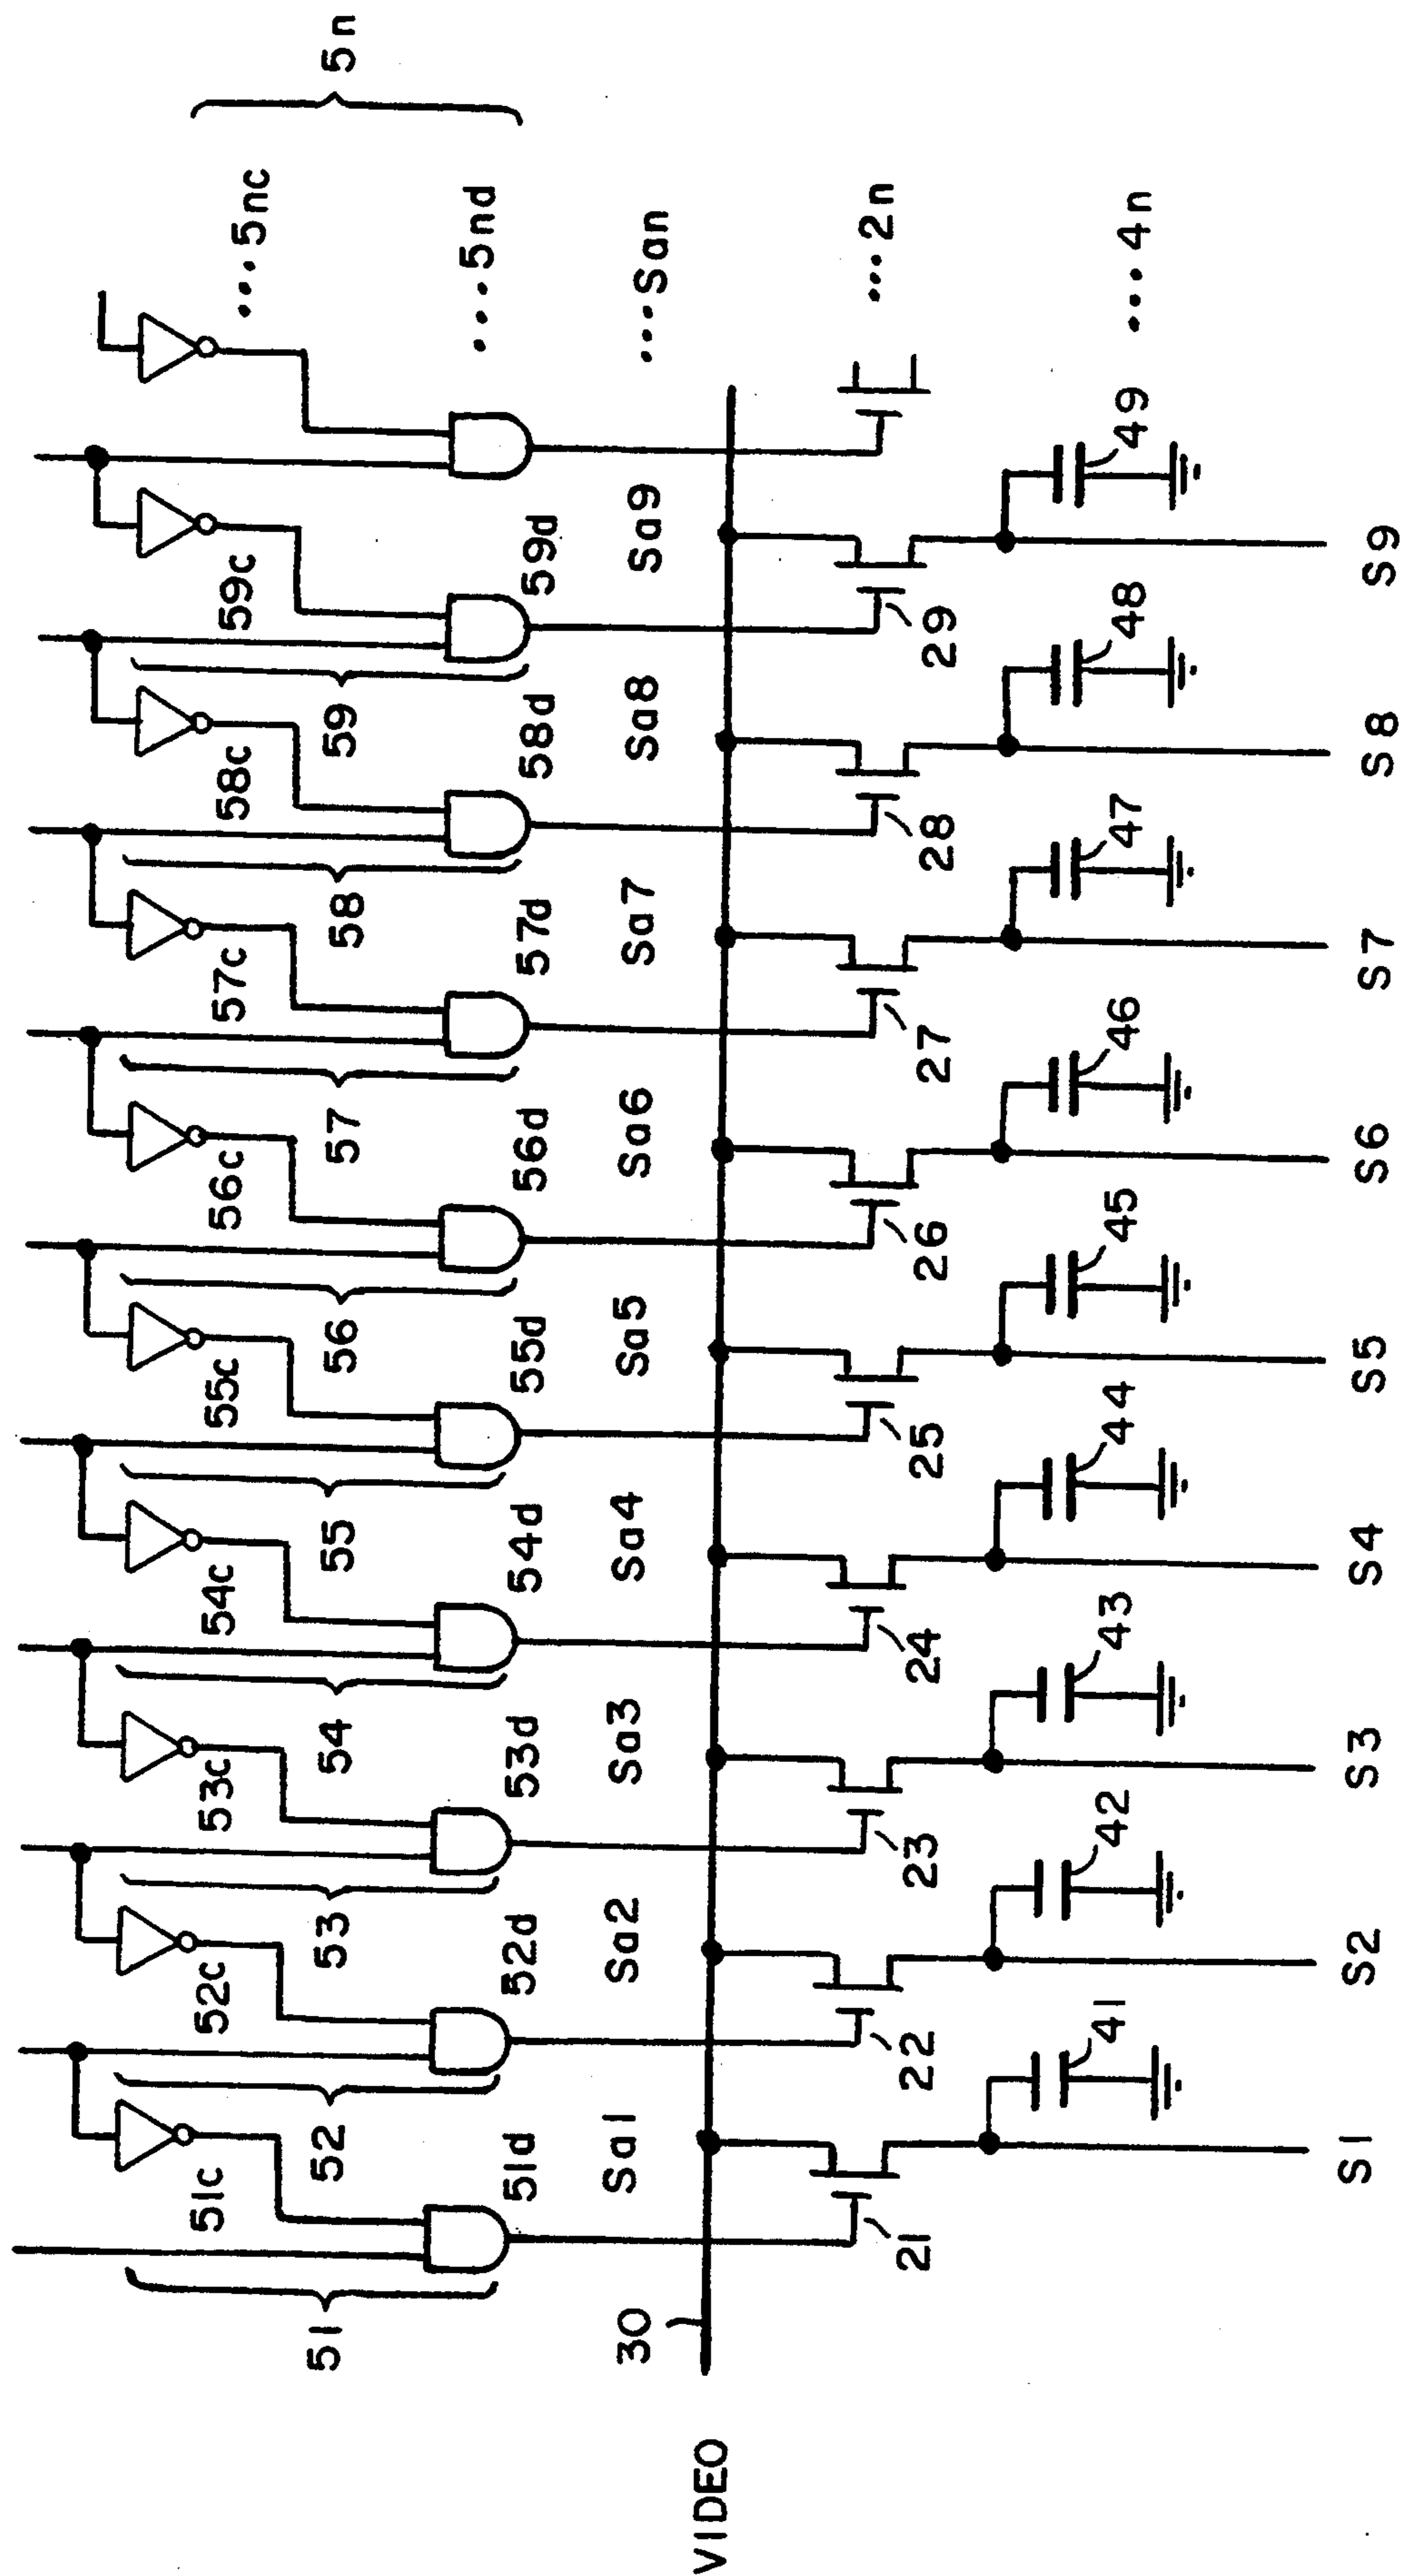 5n
51c 52c 53c 54c 55c 56c 57c 58c 59c ...5nc
51 52 53 54 55 56 57 58 59
51d 52d 53d 54d 55d 56d 57d 58d 59d ...5nd
Sa1 Sa2 Sa3 Sa4 Sa5 Sa6 Sa7 Sa8 Sa9 ...San
VIDEO 30
21 22 23 24 25 26 27 28 29 ...2n
41 42 43 44 45 46 47 48 49 ...4n
S1 S2 S3 S4 S5 S6 S7 S8 S9